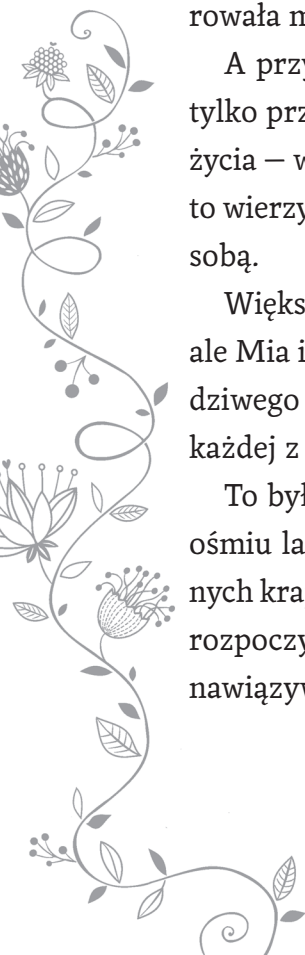 rowała m
A przy
tylko prz
życia – w
to wierzy
sobą.
Więks
ale Mia i
dziwego
każdej z
To był
ośmiu la
nych kra
rozpoczy
nawiązyw